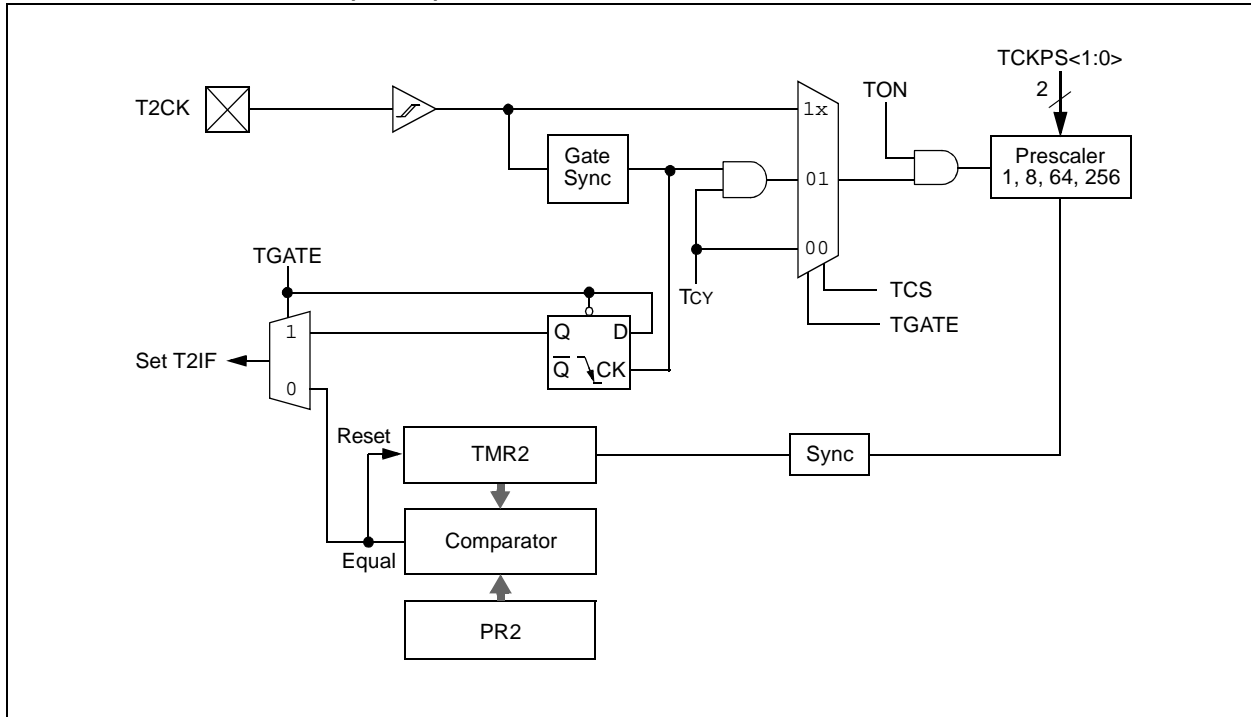 TCKPS<1:0>
2
T2CK
TON
1x
Gate
Sync
01
Prescaler
1, 8, 64, 256
00
TGATE
TCY
TCS
TGATE
1
Q
D
Set T2IF
Q
CK
0
Reset
TMR2
Sync
Equal
Comparator
PR2